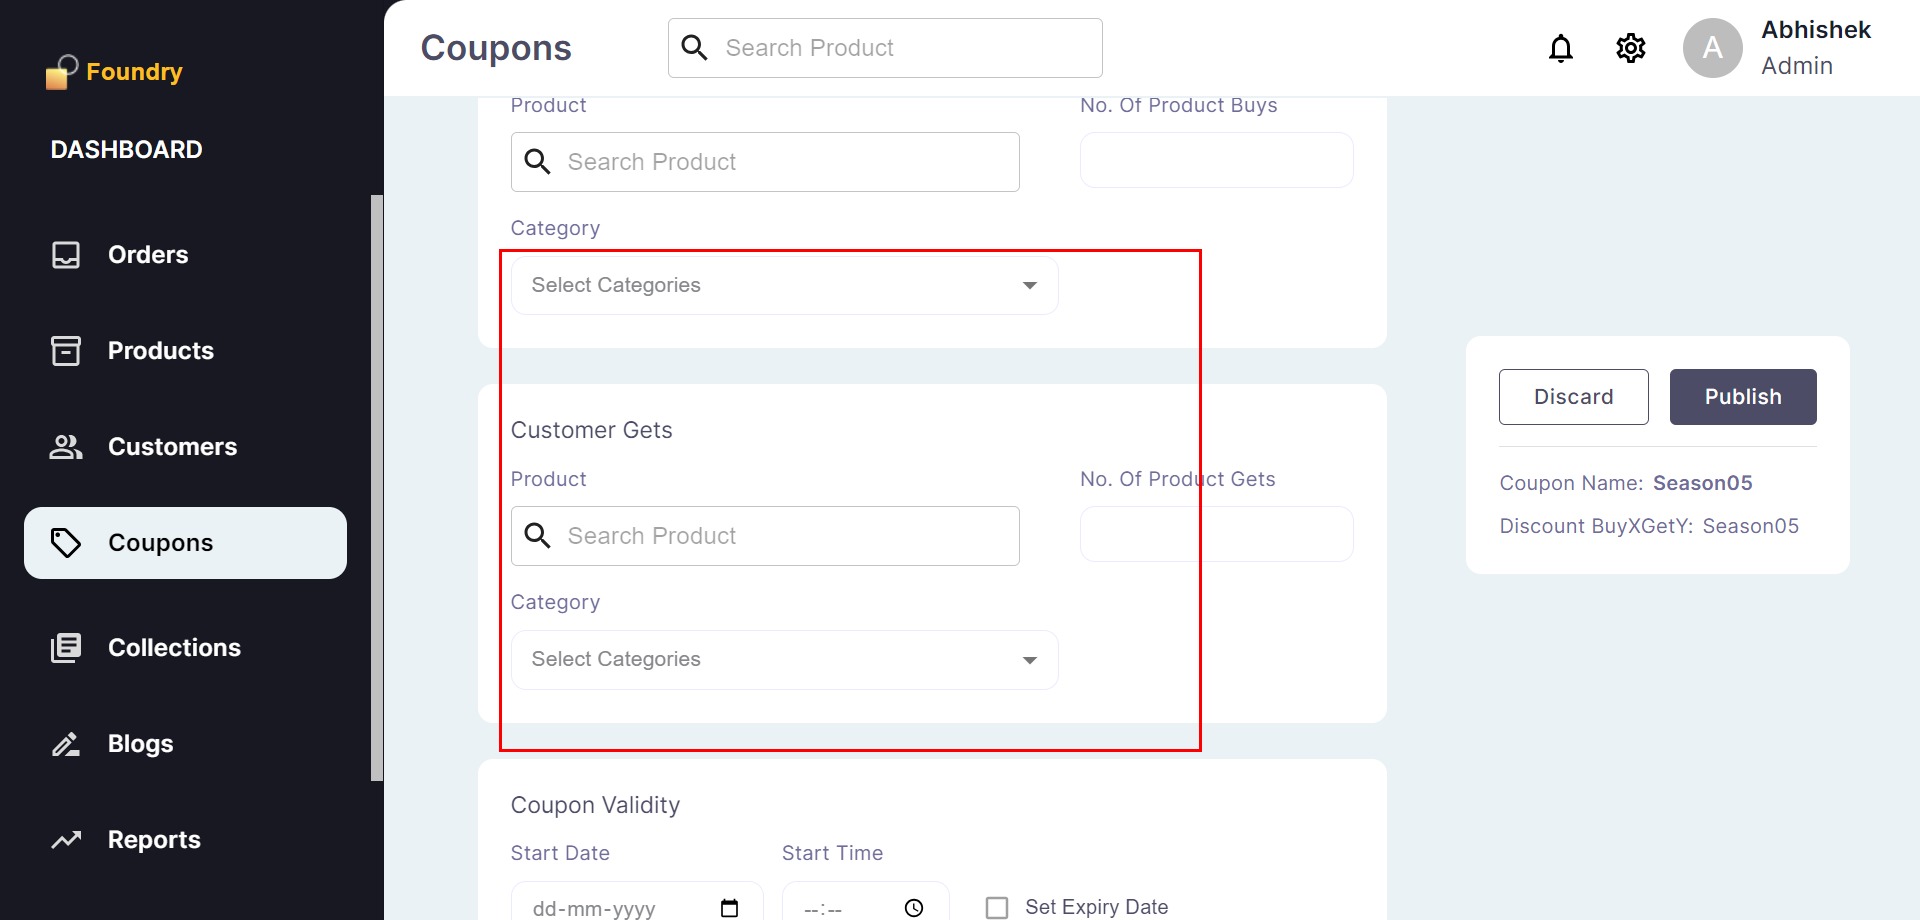 Foundry
DASHBOARD
Orders
Products
Customers
Coupons
Collections
Blogs
Reports
Coupons
Search Product
A
Abhishek
Admin
Product
No. Of Product Buys
Search Product
Category
Select Categories
Customer Gets
Product
No. Of Product Gets
Search Product
Category
Select Categories
Coupon Validity
Start Date
Start Time
dd-mm-yyyy
--:--
Set Expiry Date
Discard
Publish
Coupon Name: Season05
Discount BuyXGetY: Season05